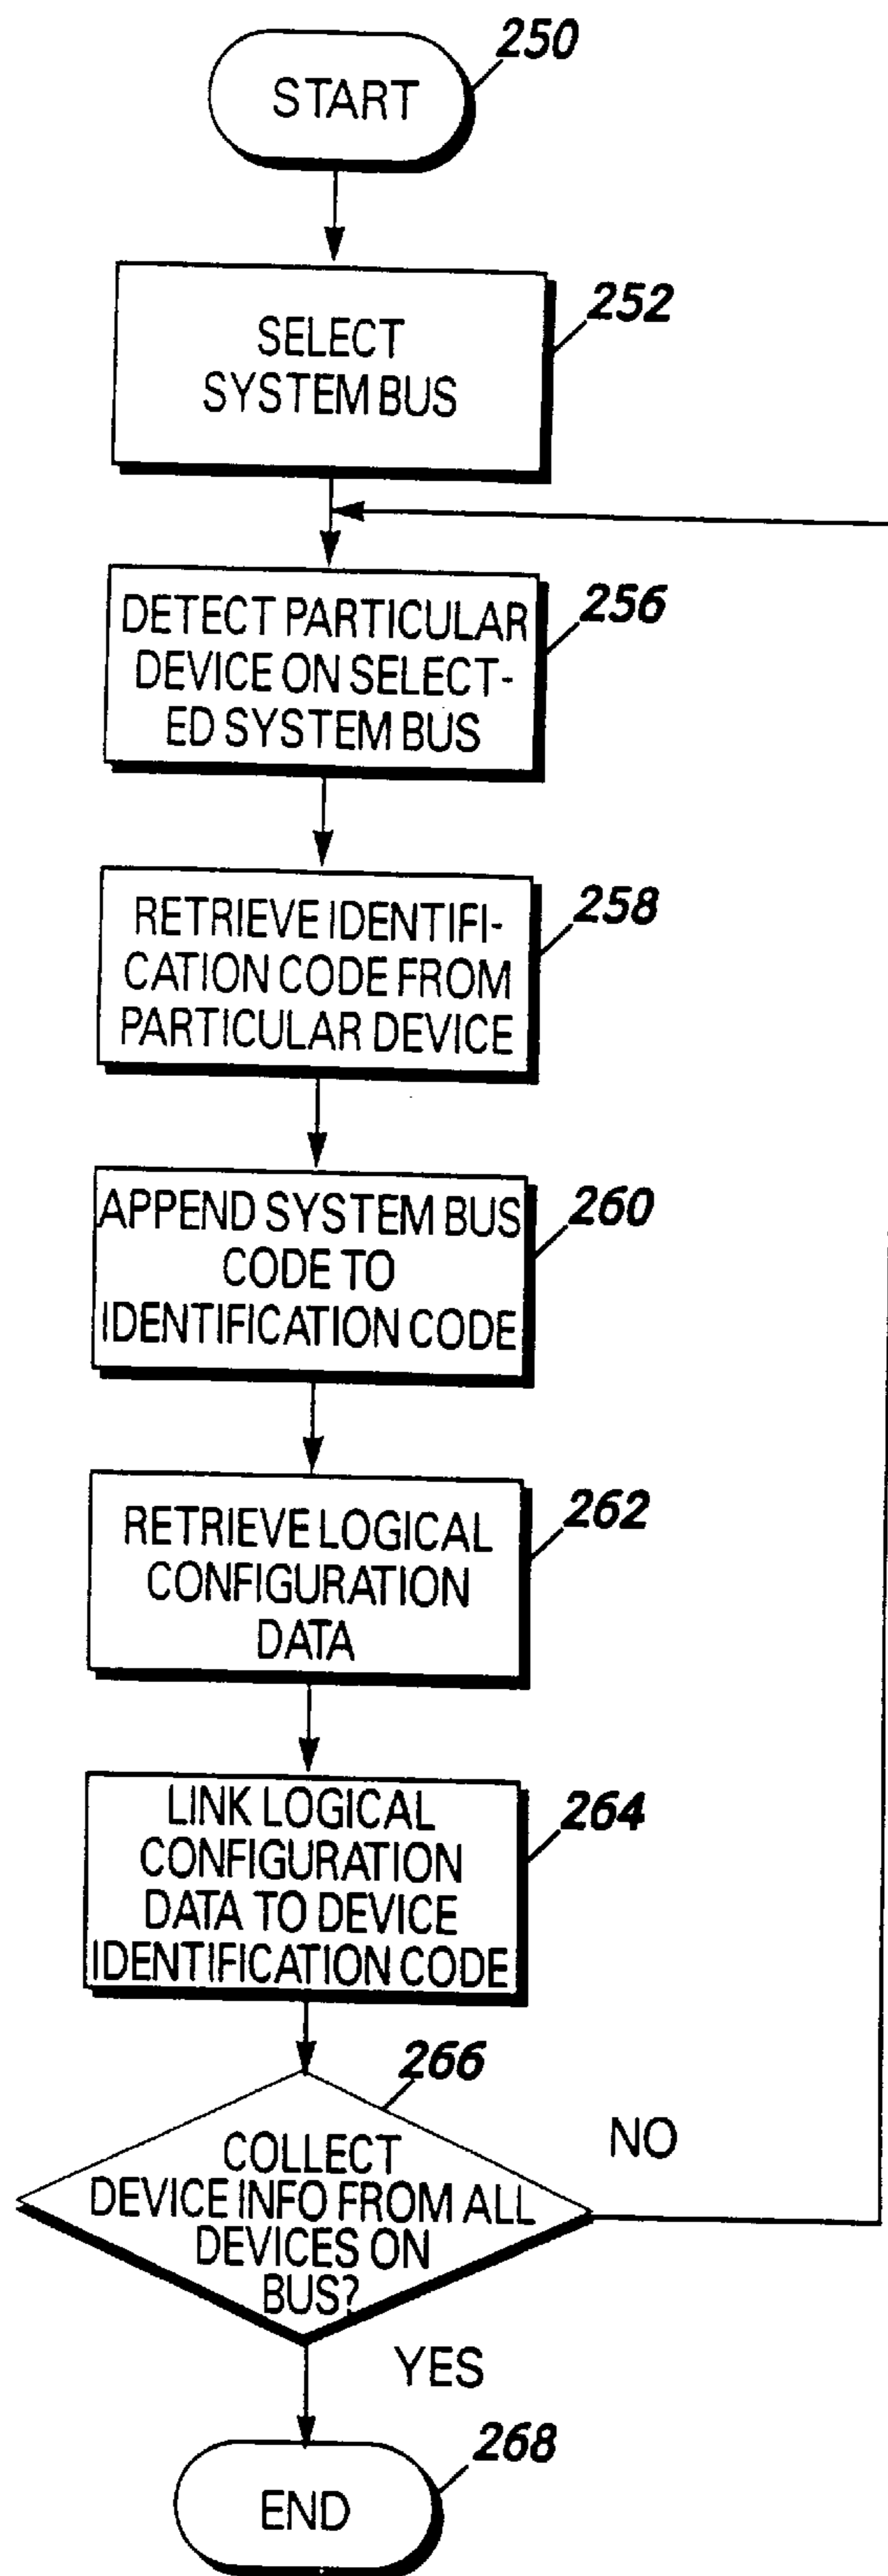 250
START
252
SELECT
SYSTEM BUS
256
DETECT PARTICULAR
DEVICE ON SELECT-
ED SYSTEM BUS
258
RETRIEVE IDENTIFI-
CATION CODE FROM
PARTICULAR DEVICE
260
APPEND SYSTEM BUS
CODE TO
IDENTIFICATION CODE
262
RETRIEVE LOGICAL
CONFIGURATION
DATA
264
LINK LOGICAL
CONFIGURATION
DATA TO DEVICE
IDENTIFICATION CODE
266
NO
COLLECT
DEVICE INFO FROM ALL
DEVICES ON
BUS?
YES
268
END